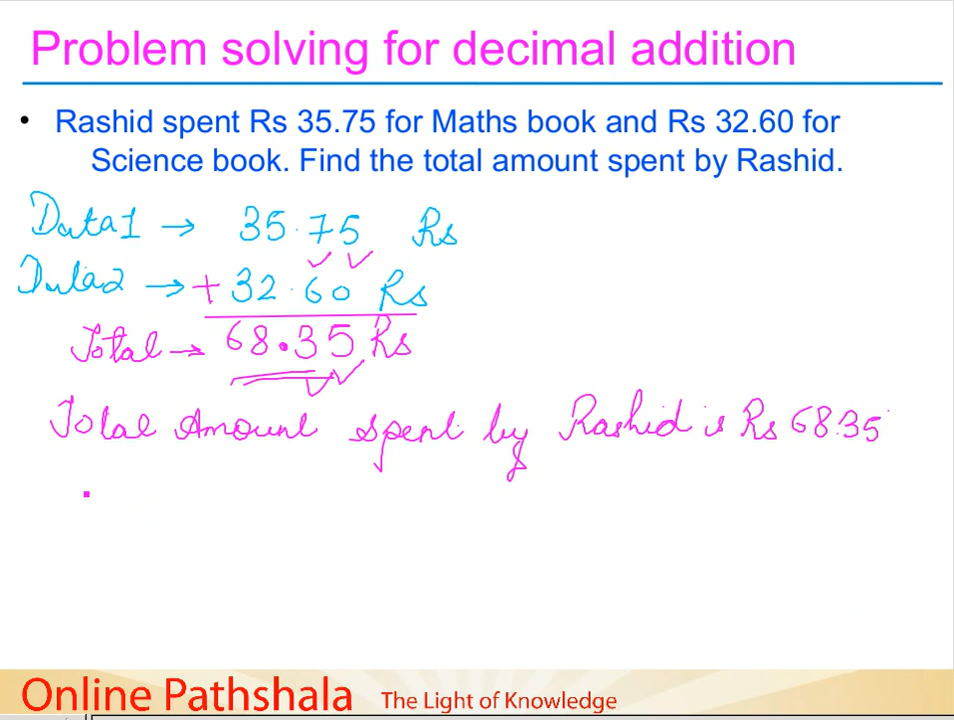 Problem solving for decimal addition
• Rashid spent Rs 35.75 for Maths book and Rs 32.60 for
Science book. Find the total amount spent by Rashid.
Data1 → 35.75 Rs
Data2 → + 32.60 Rs
Total → 68.35 Rs
Total Amount spent by Rashid is Rs 68.35
Online Pathshala The Light of Knowledge